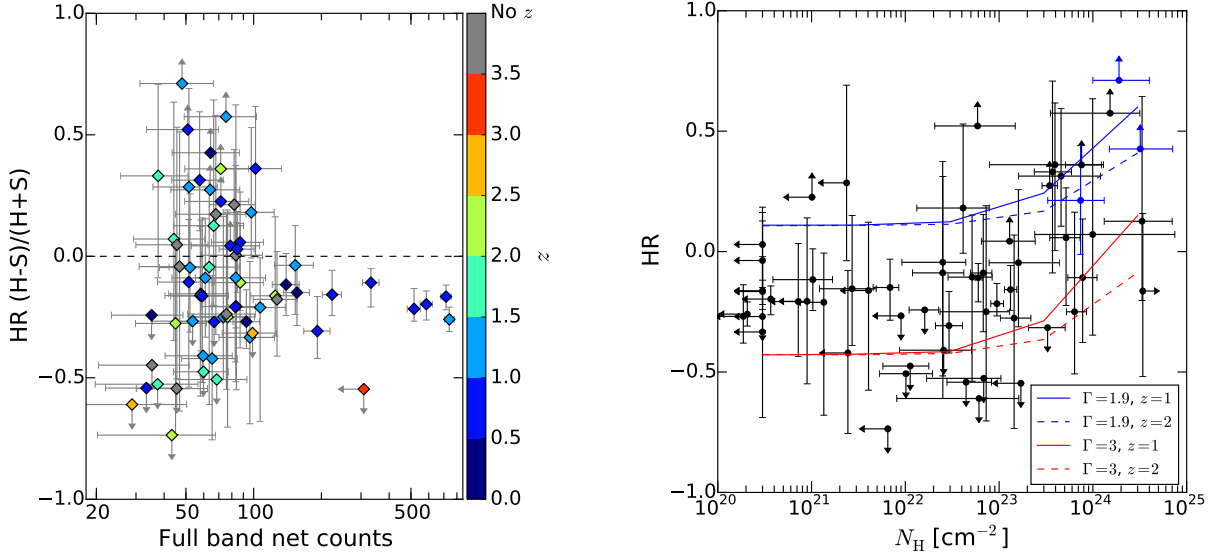 HR (H-S)/(H+S)
1.0
0.5
0.0
−0.5
−1.0
20
50
100
500
Full band net counts
No z
3.5
3.0
2.5
2.0
1.5
1.0
0.5
0.0
z
HR
1.0
0.5
0.0
−0.5
−1.0
10^20
10^21
10^22
10^23
10^24
10^25
N_H [cm^−2]
Γ=1.9, z=1
Γ=1.9, z=2
Γ=3, z=1
Γ=3, z=2